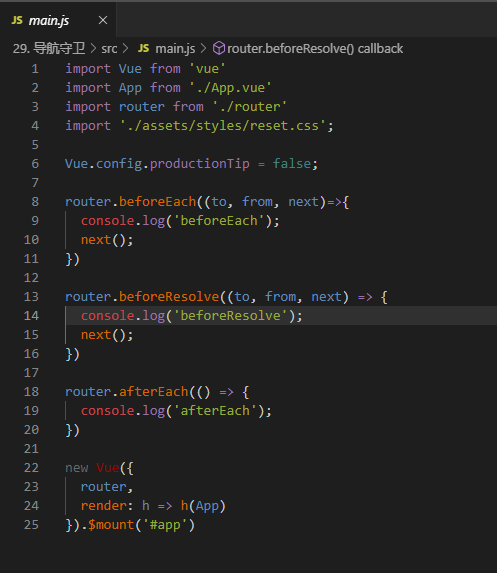 JS main.js ×
29. 导航守卫 > src > JS main.js > router.beforeResolve() callback
1 import Vue from 'vue'
2 import App from './App.vue'
3 import router from './router'
4 import './assets/styles/reset.css';
5
6 Vue.config.productionTip = false;
7
8 router.beforeEach((to, from, next)=>{
9   console.log('beforeEach');
10   next();
11 })
12
13 router.beforeResolve((to, from, next) => {
14   console.log('beforeResolve');
15   next();
16 })
17
18 router.afterEach(() => {
19   console.log('afterEach');
20 })
21
22 new Vue({
23   router,
24   render: h => h(App)
25 }).$mount('#app')